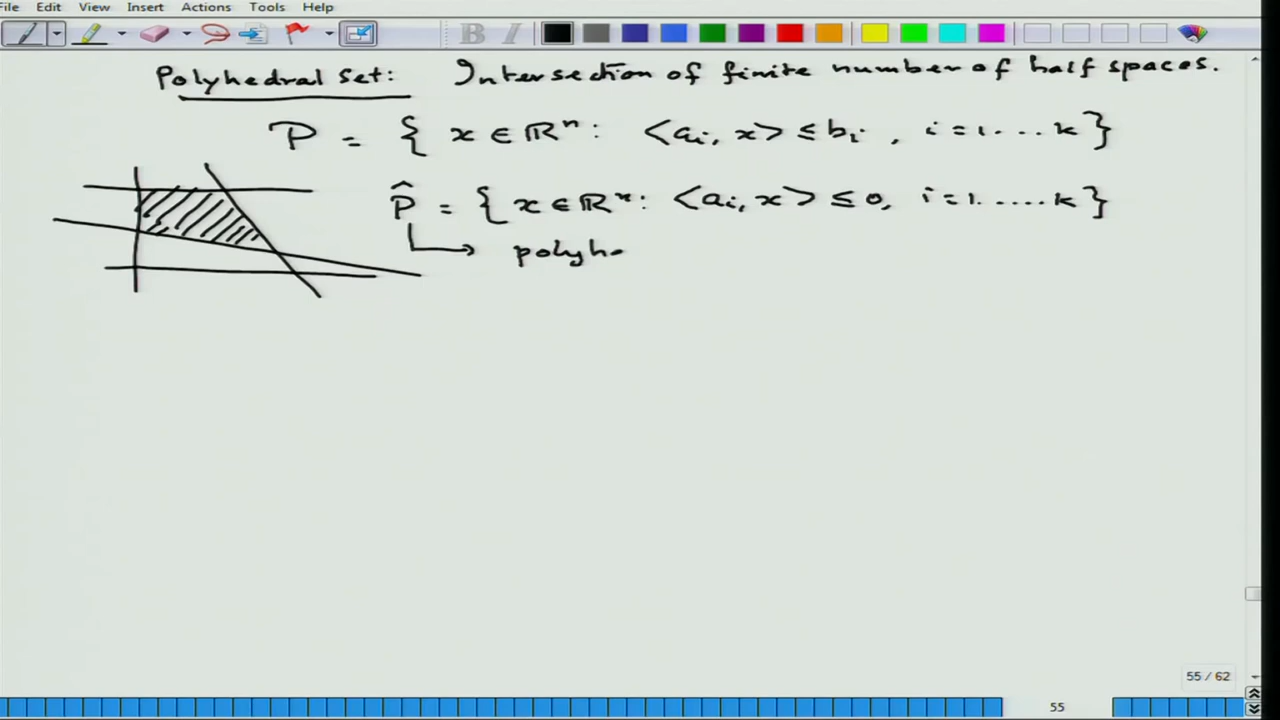 File Edit View Insert Actions Tools Help
B I
Polyhedral Set: Intersection of finite number of half spaces.
P = { x ∈ ℝⁿ : <aᵢ, x> ≤ bᵢ , i = 1 ... k }
P̂ = { x ∈ ℝⁿ : <aᵢ, x> ≤ 0, i = 1 ..... k }
polyhe
55 / 62
55